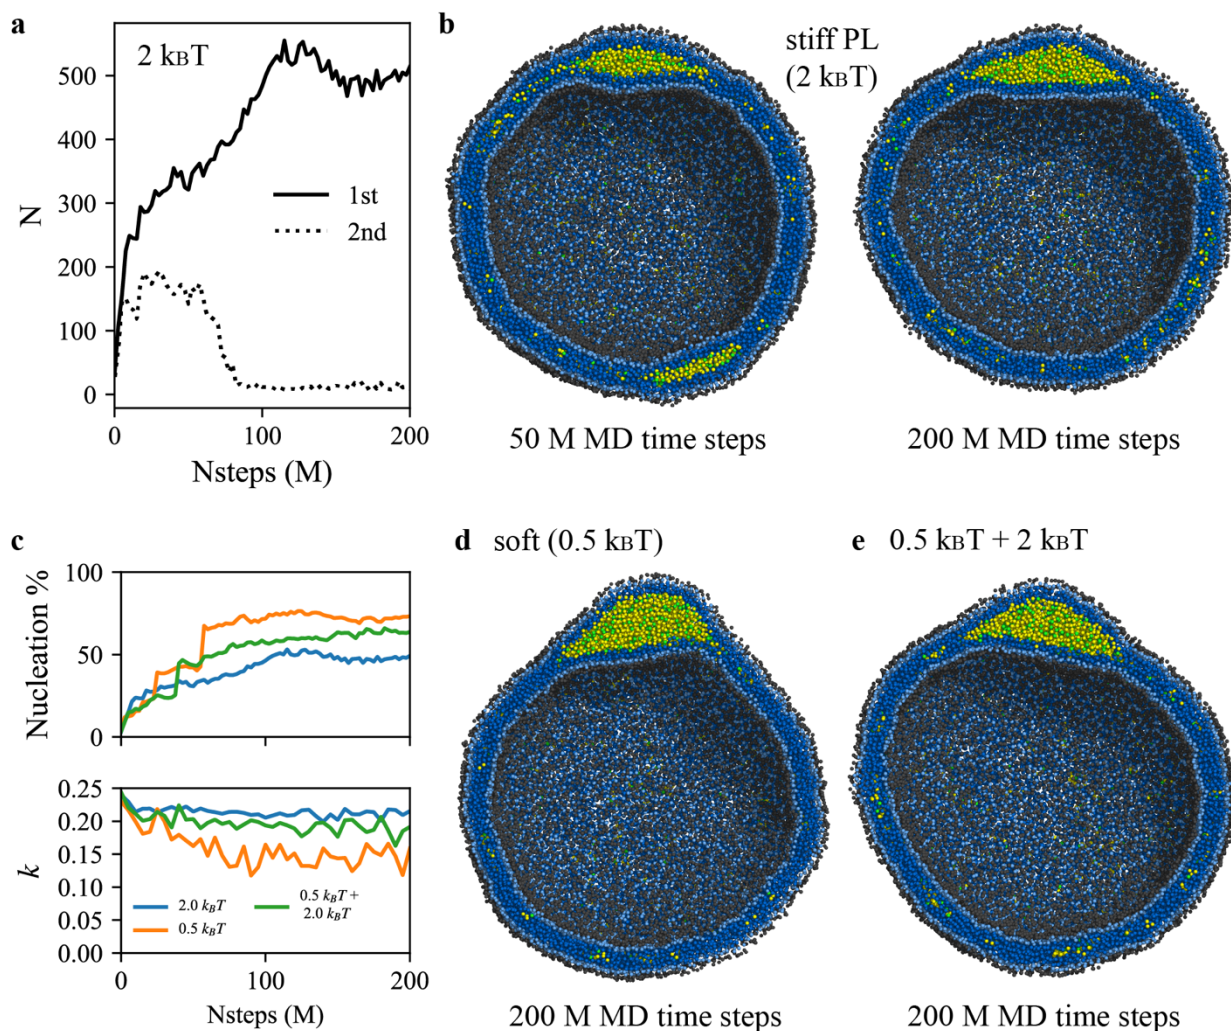 a
2 kBT
500
400
300
200
100
0
N
1st
2nd
0
100
200
Nsteps (M)
b
stiff PL
(2 kBT)
50 M MD time steps
200 M MD time steps
c
100
50
0
Nucleation %
0.25
0.20
0.15
0.10
0.05
0.00
k
2.0 kBT
0.5 kBT
0.5 kBT +
2.0 kBT
0
100
200
Nsteps (M)
d soft (0.5 kBT)
200 M MD time steps
e 0.5 kBT + 2 kBT
200 M MD time steps